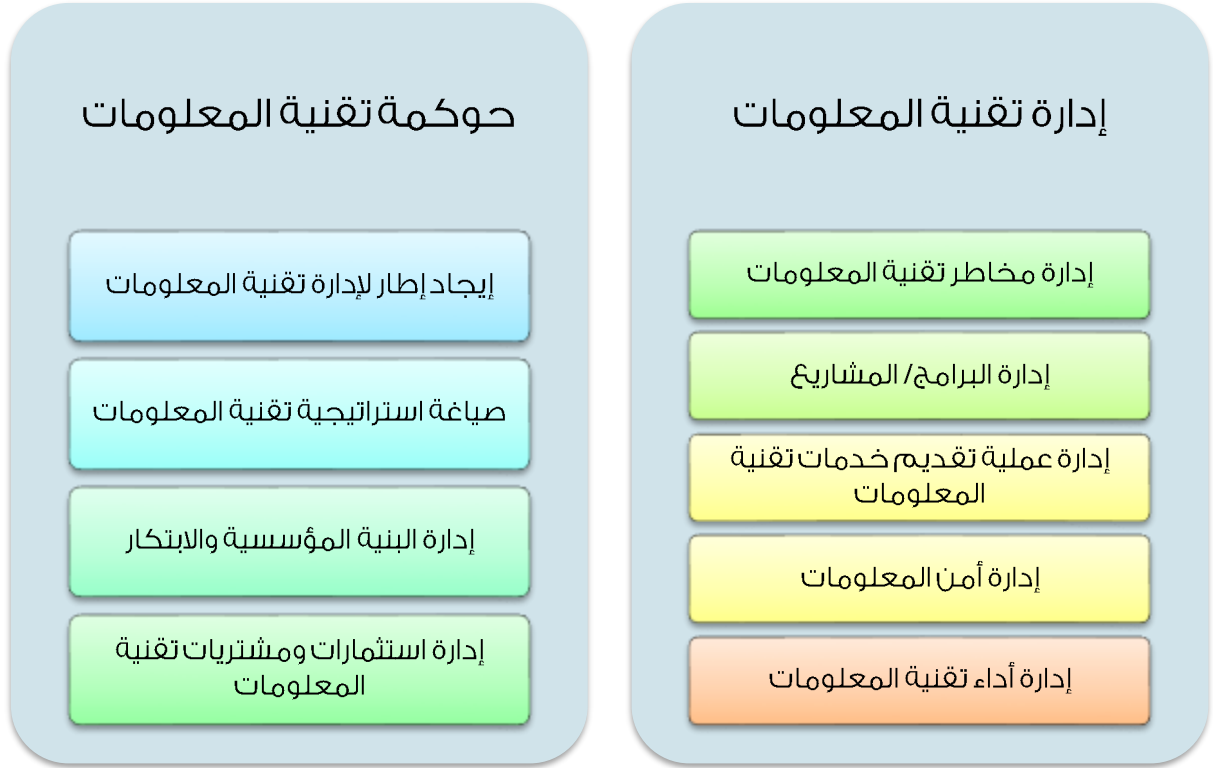 إدارة تقنية المعلومات
إدارة مخاطر تقنية المعلومات
إدارة البرامج/ المشاريع
إدارة عملية تقديم خدمات تقنية
المعلومات
إدارة أمن المعلومات
إدارة أداء تقنية المعلومات
حوكمة تقنية المعلومات
إيجاد إطار لإدارة تقنية المعلومات
صياغة استراتيجية تقنية المعلومات
إدارة البنية المؤسسية والابتكار
إدارة استثمارات ومشتريات تقنية
المعلومات